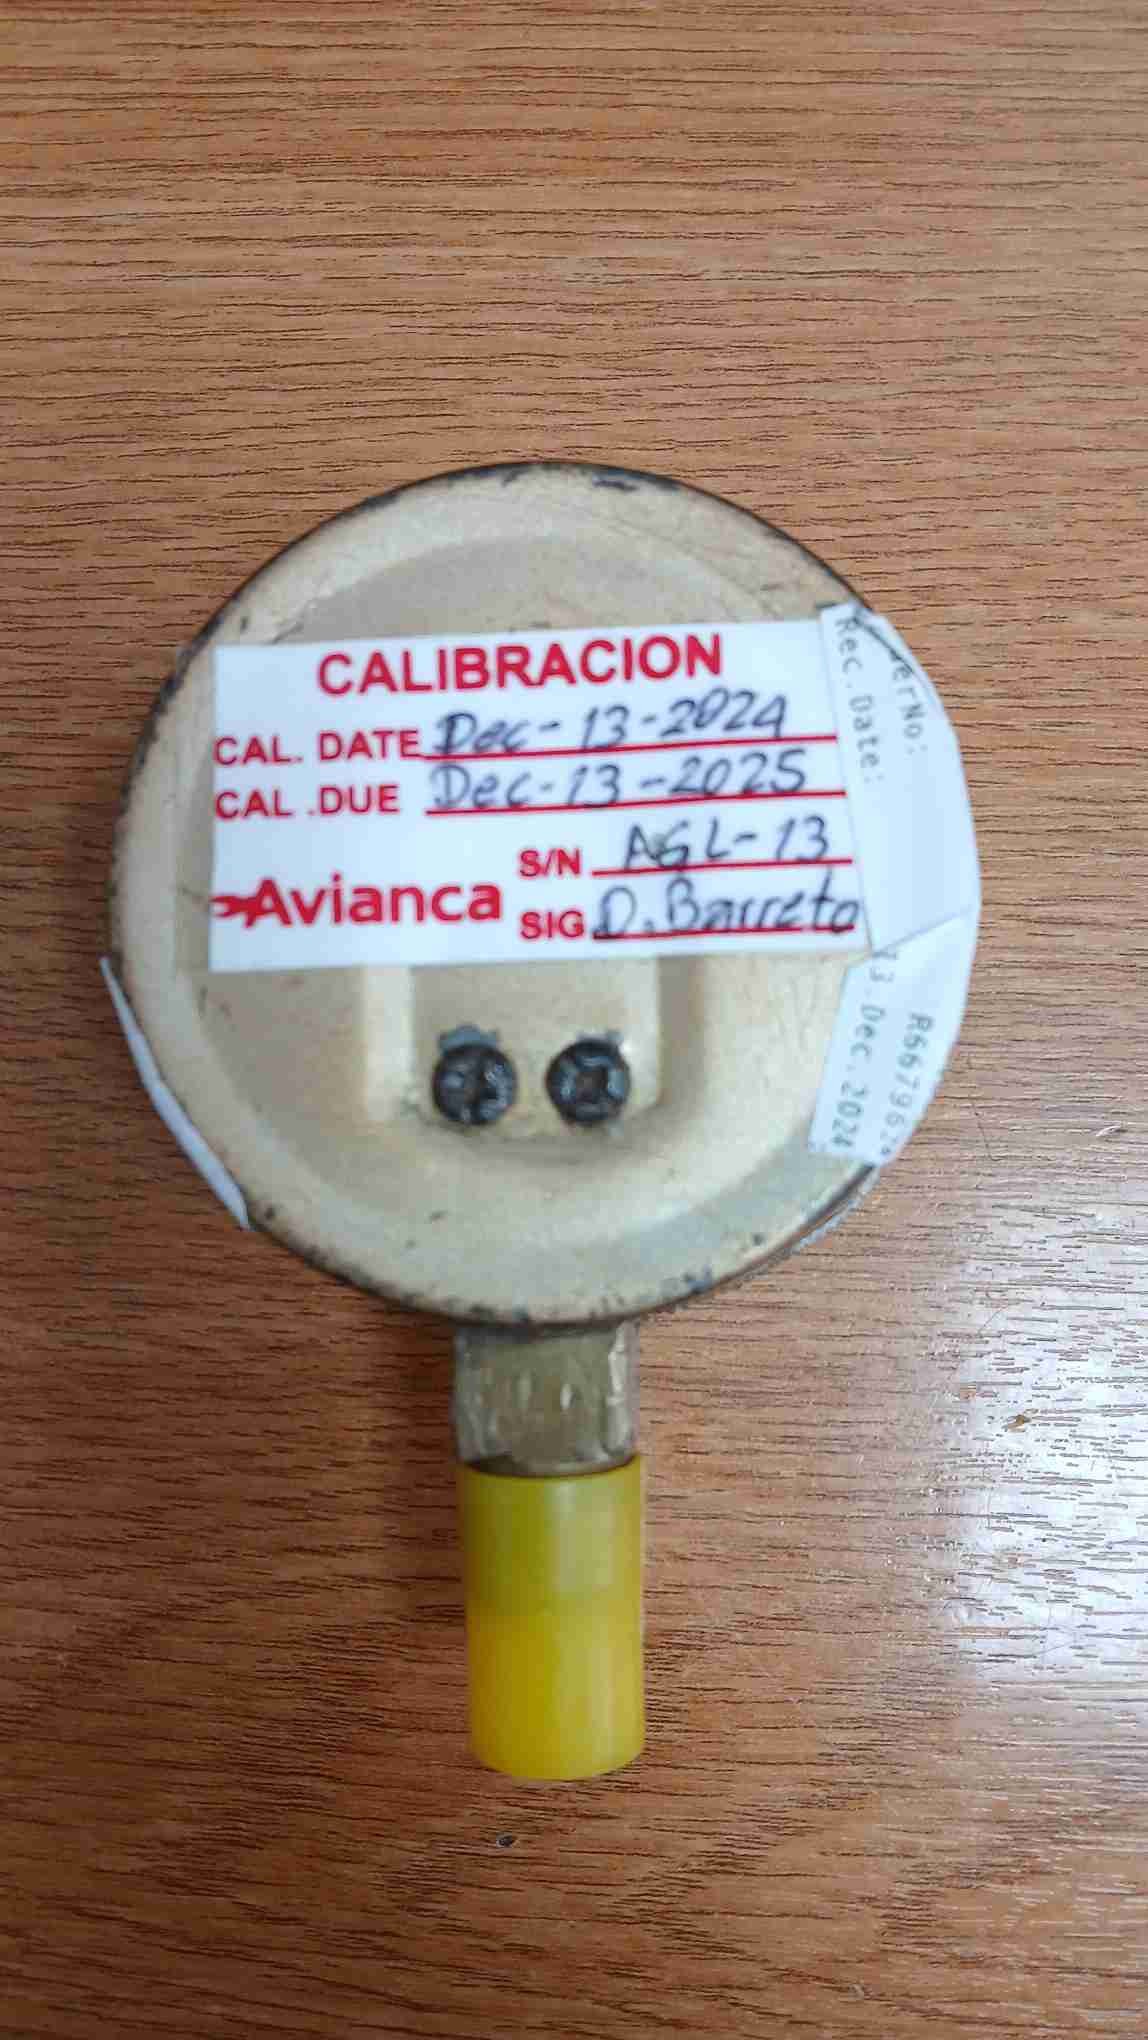 CALIBRACION
CAL. DATE Dec-13-2024
CAL .DUE Dec-13-2025
S/N AGL-13
Avianca
SIG D. Barreto
erNo:
Rec.Date:
13 Dec.2024